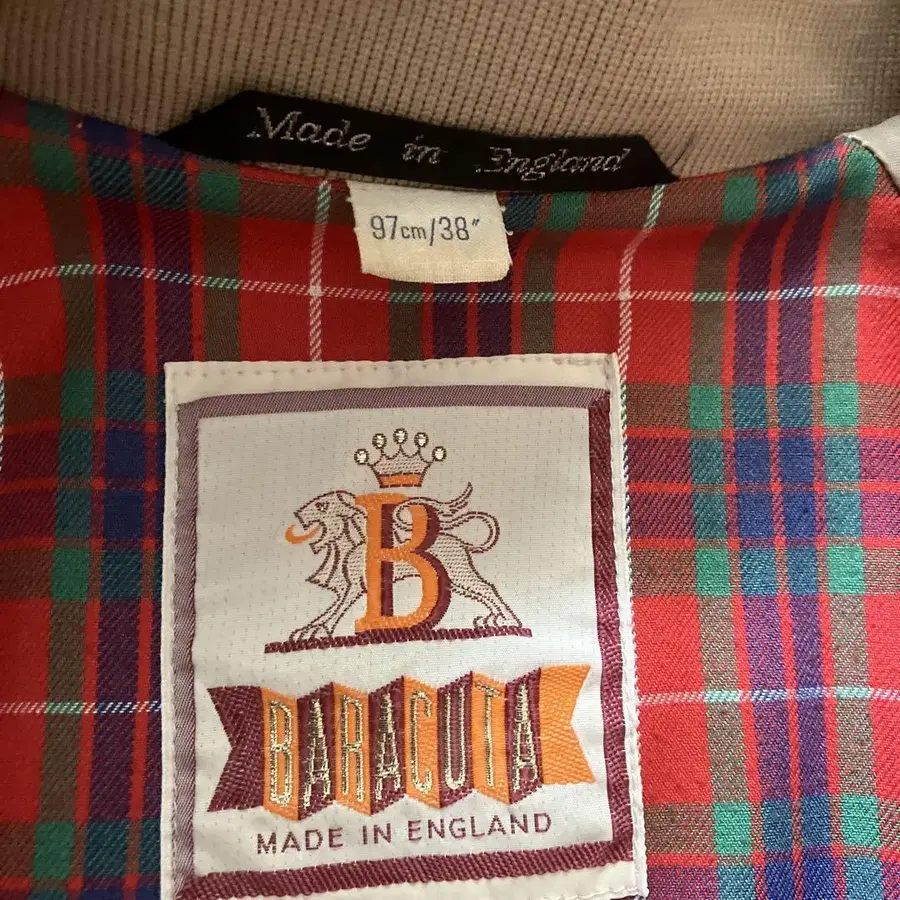 Made in England
97cm/38"
B
BARACUTA
MADE IN ENGLAND